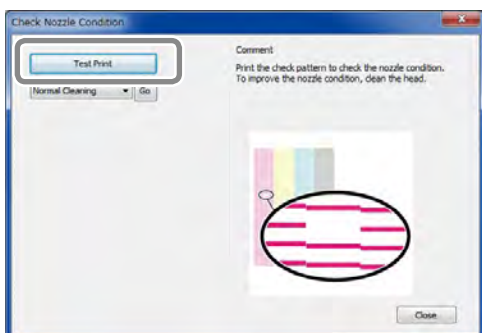 Check Nozzle Condition
Test Print
Normal Cleaning
Go
Comment
Print the check pattern to check the nozzle condition.
To improve the nozzle condition, clean the head.
Close